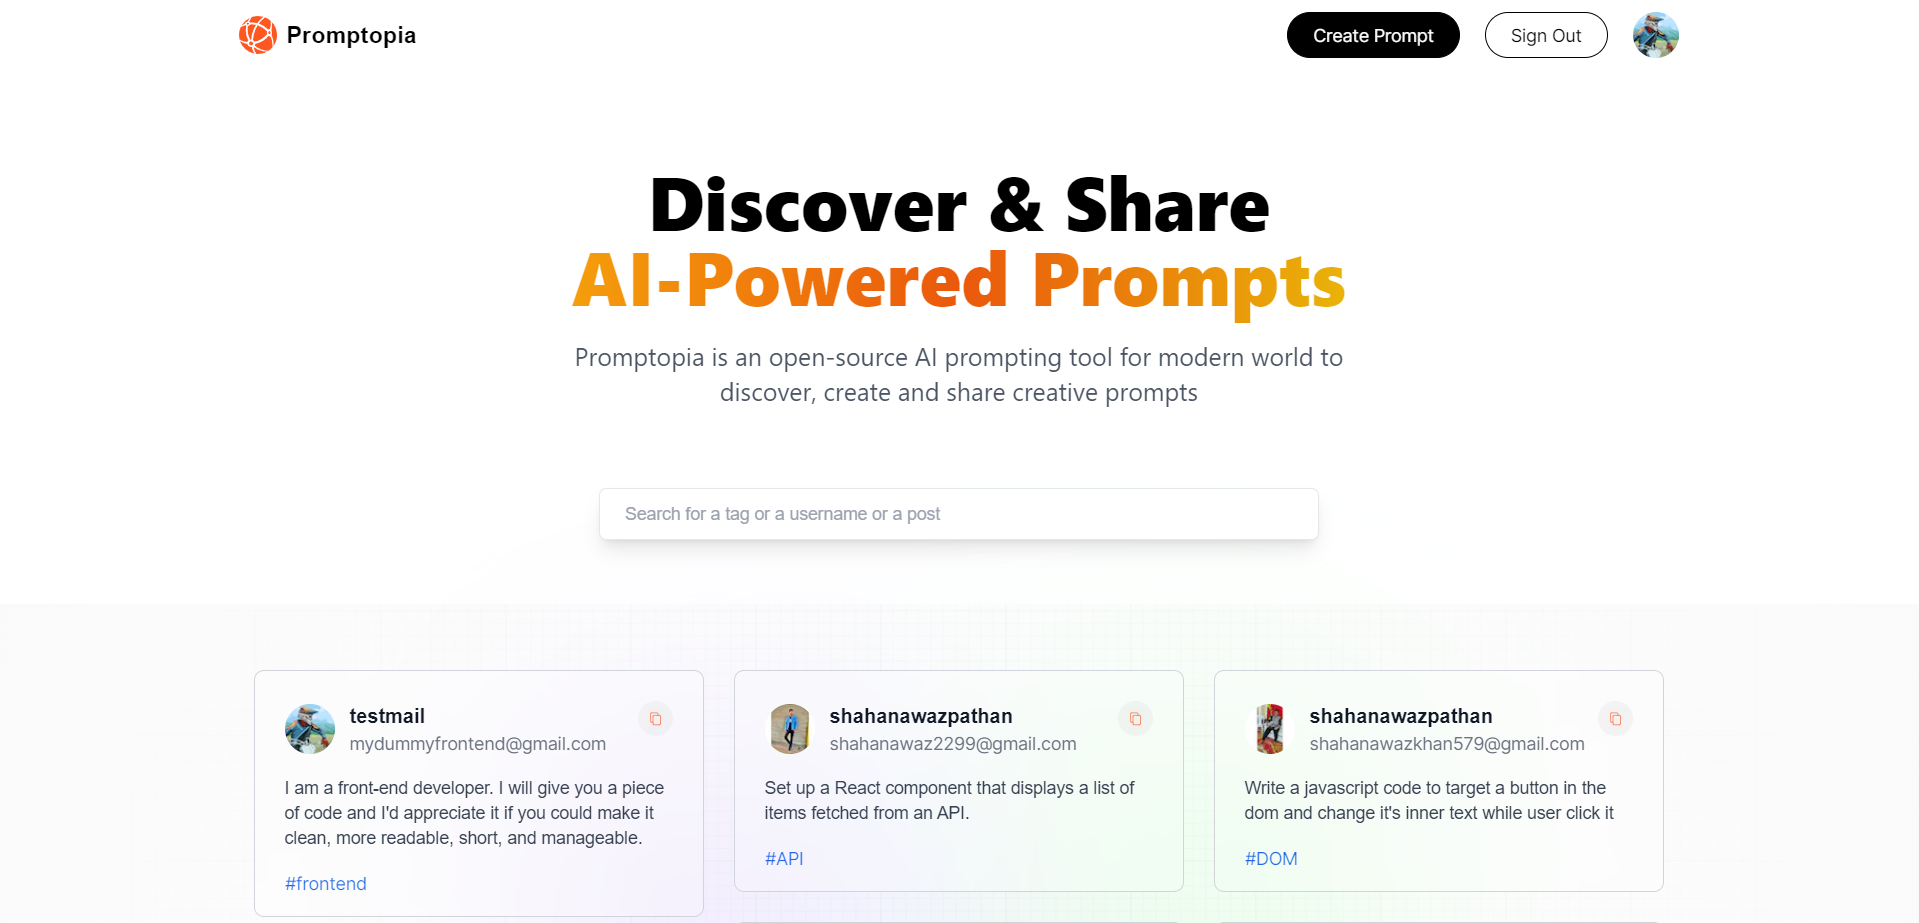 Promptopia
Create Prompt
Sign Out
Discover & Share
AI-Powered Prompts
Promptopia is an open-source AI prompting tool for modern world to
discover, create and share creative prompts
Search for a tag or a username or a post
testmail
mydummyfrontend@gmail.com
I am a front-end developer. I will give you a piece
of code and I'd appreciate it if you could make it
clean, more readable, short, and manageable.
#frontend
shahanawazpathan
shahanawaz2299@gmail.com
Set up a React component that displays a list of
items fetched from an API.
#API
shahanawazpathan
shahanawazkhan579@gmail.com
Write a javascript code to target a button in the
dom and change it's inner text while user click it
#DOM